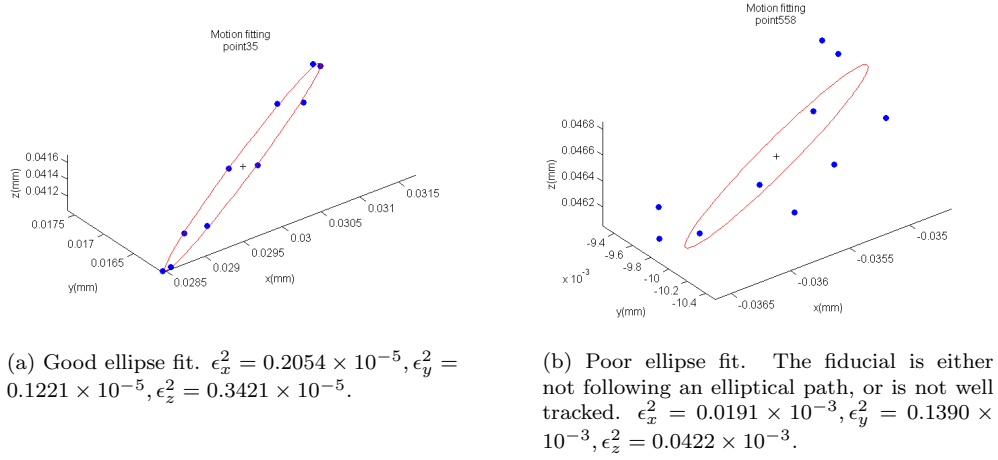 Motion fitting
point35
z(mm)
0.0416
0.0414
0.0412
0.0175
0.017
0.0165
y(mm)
0.0285
0.029
0.0295
0.03
0.0305
0.031
0.0315
x(mm)
(a) Good ellipse fit. $\epsilon_x^2 = 0.2054 \times 10^{-5}, \epsilon_y^2 =$
$0.1221 \times 10^{-5}, \epsilon_z^2 = 0.3421 \times 10^{-5}.$
Motion fitting
point558
z(mm)
0.0468
0.0466
0.0464
0.0462
-9.4
-9.6
-9.8
-10
-10.2
-10.4
x 10⁻³
y(mm)
-0.0365
-0.036
-0.0355
-0.035
x(mm)
(b) Poor ellipse fit. The fiducial is either
not following an elliptical path, or is not well
tracked. $\epsilon_x^2 = 0.0191 \times 10^{-3}, \epsilon_y^2 = 0.1390 \times$
$10^{-3}, \epsilon_z^2 = 0.0422 \times 10^{-3}.$